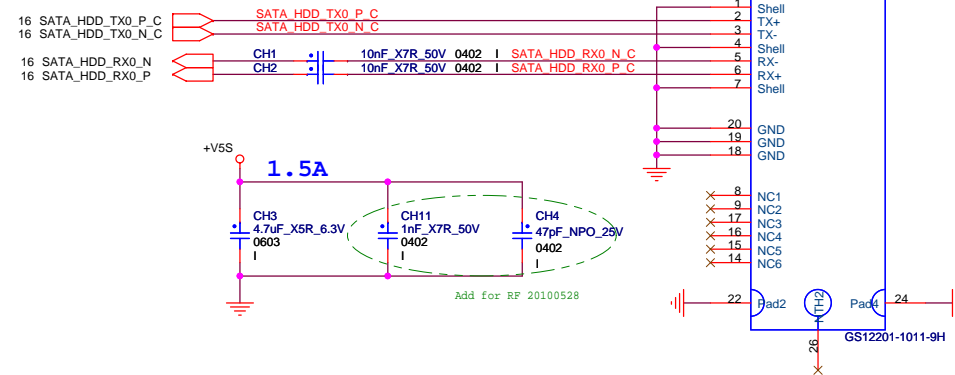 1
Shell
SATA_HDD_TX0_P_C
16 SATA_HDD_TX0_P_C
2
TX+
SATA_HDD_TX0_N_C
16 SATA_HDD_TX0_N_C
3
TX-
4
Shell
CH1
10nF_X7R_50V 0402 I SATA_HDD_RX0_N_C
16 SATA_HDD_RX0_N
5
RX-
CH2
10nF_X7R_50V 0402 I SATA_HDD_RX0_P_C
16 SATA_HDD_RX0_P
6
RX+
7
Shell
20
GND
19
GND
18
GND
+V5S
1.5A
8
NC1
9
NC2
17
NC3
16
NC4
15
NC5
14
NC6
CH3
4.7uF_X5R_6.3V
0603
I
CH11
1nF_X7R_50V
0402
I
CH4
47pF_NPO_25V
0402
I
Add for RF 20100528
22
Pad2
NTH2
Pad4
24
26
GS12201-1011-9H